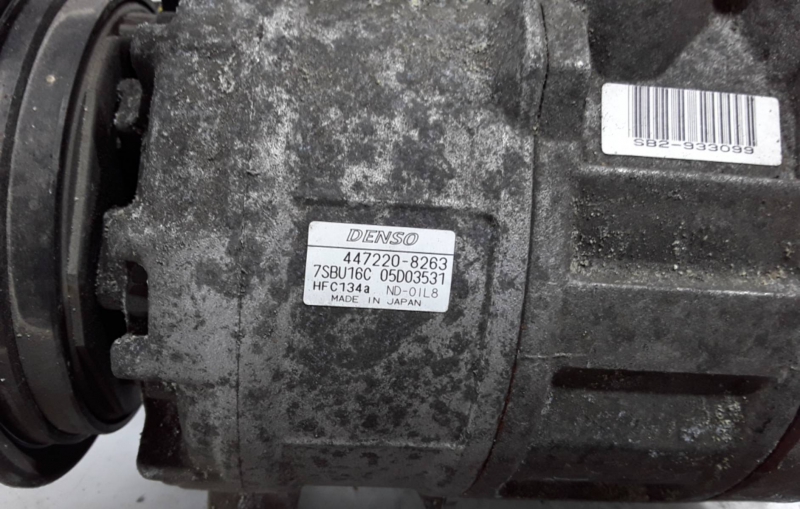 SB2-933099
DENSO
447220-8263
7SBU16C 05D03531
HFC134a ND-OIL8
MADE IN JAPAN